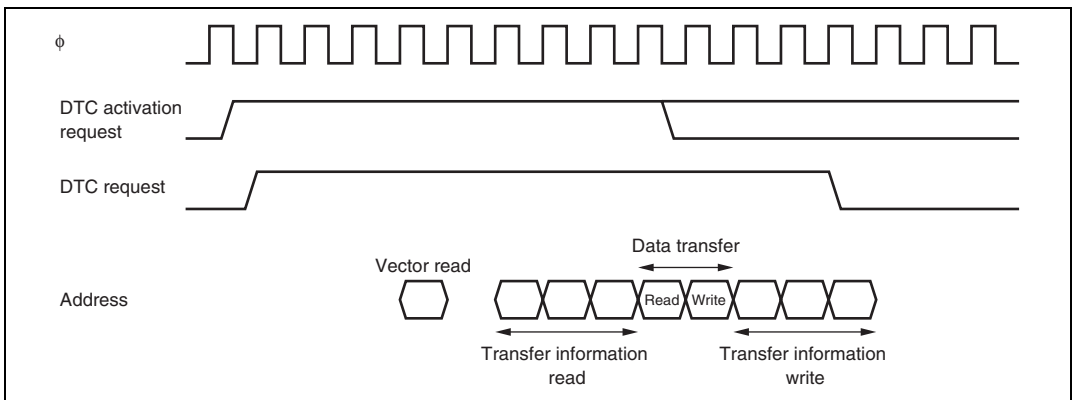 ϕ
DTC activation
request
DTC request
Data transfer
Vector read
Address
Read
Write
Transfer information
read
Transfer information
write